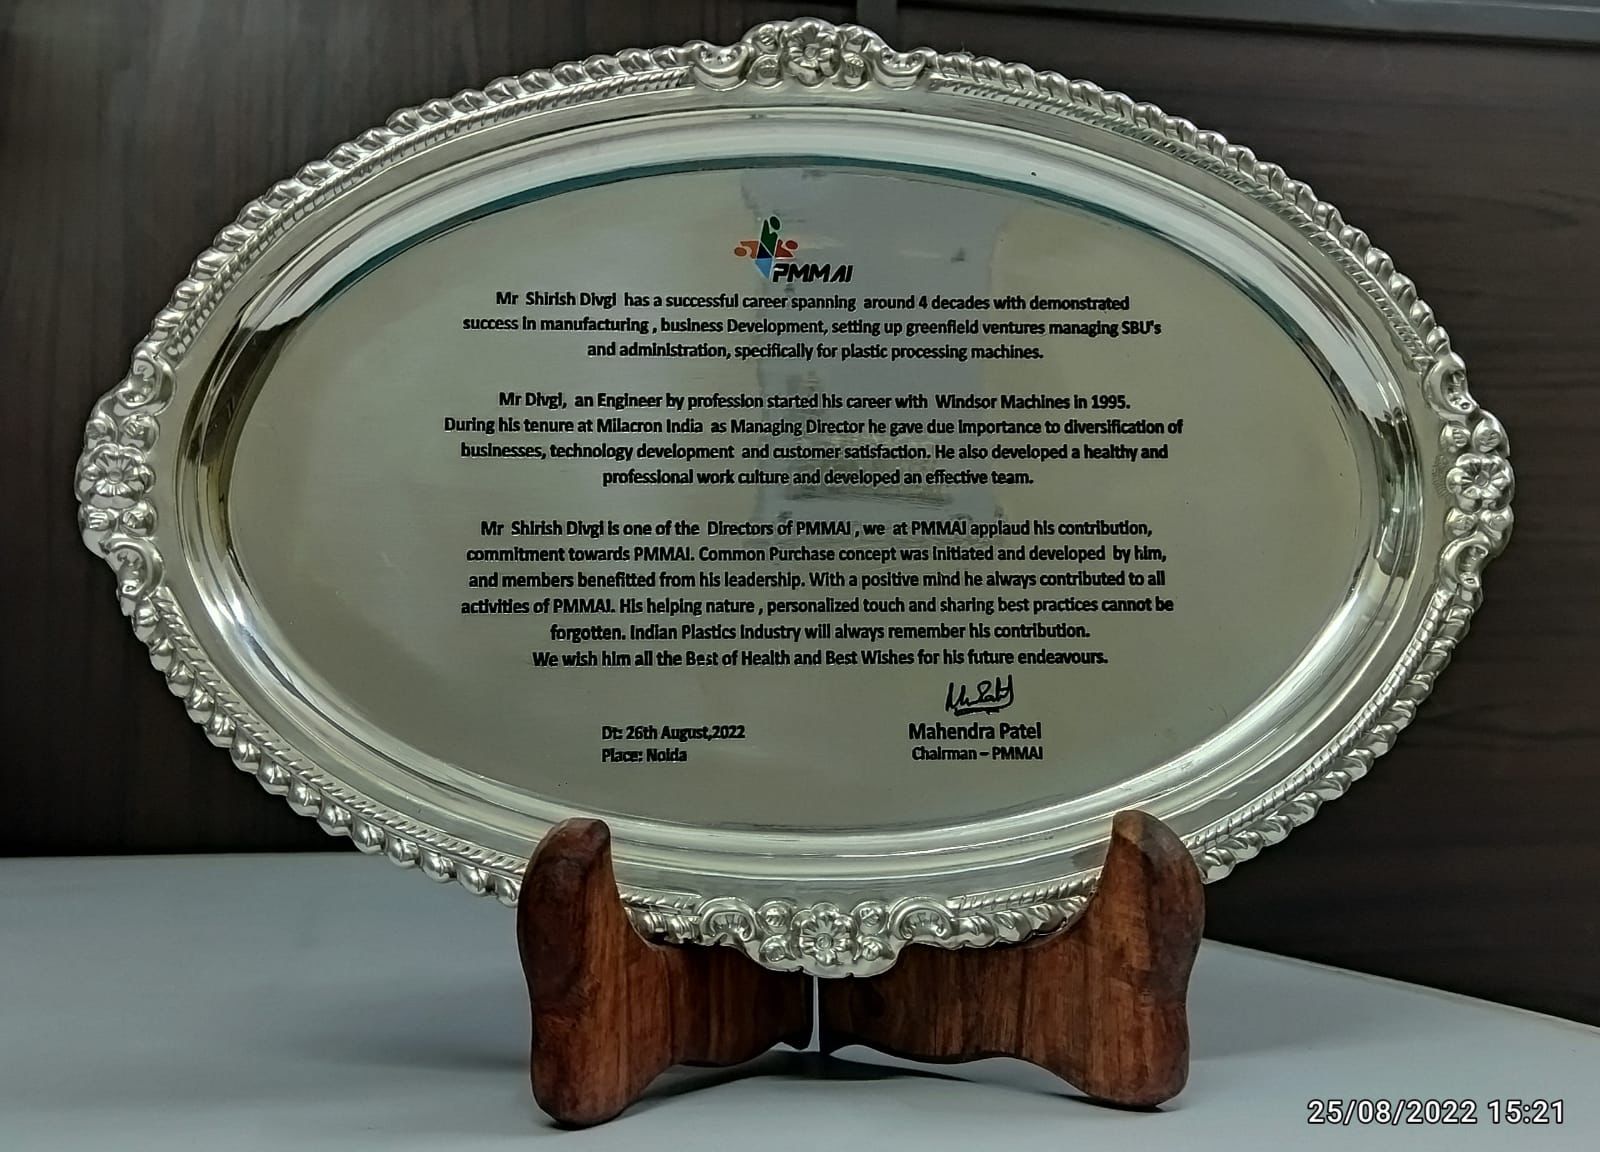 PMMAI
Mr Shirish Divgi has a successful career spanning around 4 decades with demonstrated
success in manufacturing , business Development, setting up greenfield ventures managing SBU's
and administration, specifically for plastic processing machines.
Mr Divgi, an Engineer by profession started his career with Windsor Machines in 1995.
During his tenure at Milacron India as Managing Director he gave due importance to diversification of
businesses, technology development and customer satisfaction. He also developed a healthy and
professional work culture and developed an effective team.
Mr Shirish Divgi is one of the Directors of PMMAI , we at PMMAI applaud his contribution,
commitment towards PMMAI. Common Purchase concept was initiated and developed by him,
and members benefitted from his leadership. With a positive mind he always contributed to all
activities of PMMAI. His helping nature , personalized touch and sharing best practices cannot be
forgotten. Indian Plastics Industry will always remember his contribution.
We wish him all the Best of Health and Best Wishes for his future endeavours.
Dt: 26th August,2022
Place: Noida
Mahendra Patel
Chairman – PMMAI
25/08/2022 15:21